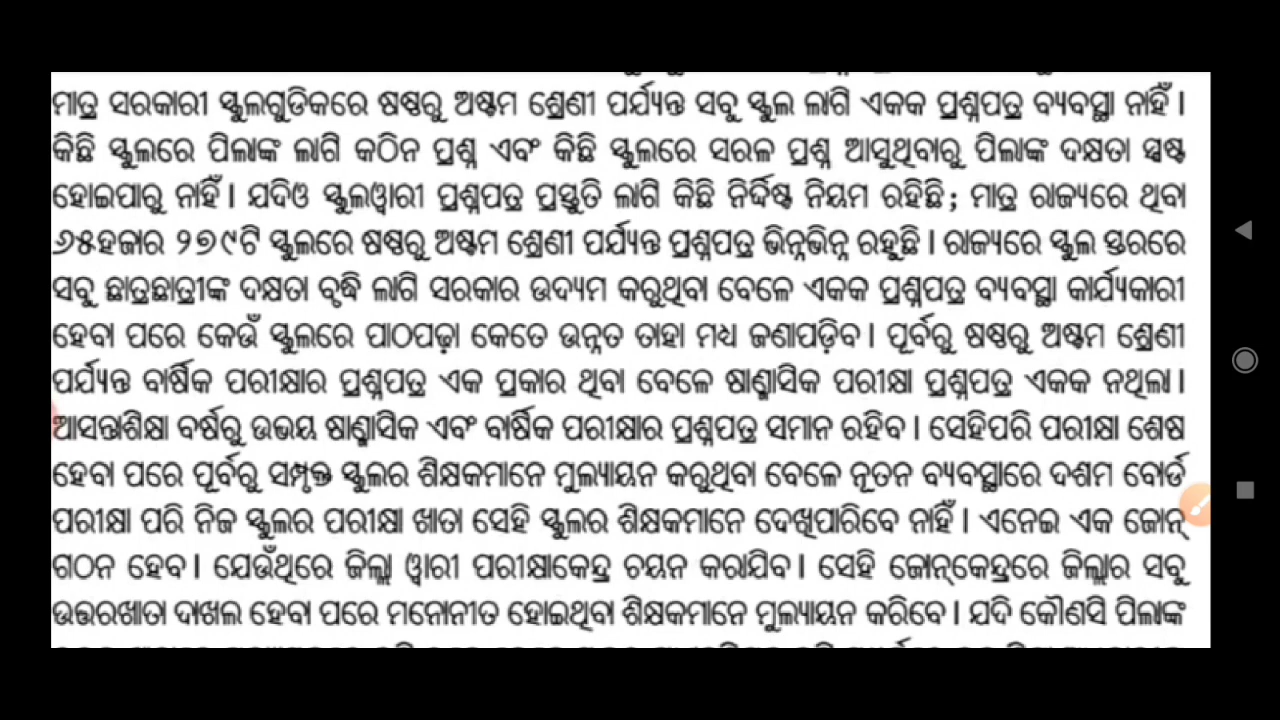 ମାତ୍ର ସରକାରୀ ସ୍କୁଲଗୁଡିକରେ ଷଷ୍ଠରୁ ଅଷ୍ଟମ ଶ୍ରେଣୀ ପର୍ଯ୍ୟନ୍ତ ସବୁ ସ୍କୁଲ ଲାଗି ଏକକ ପ୍ରଶ୍ନପତ୍ର ବ୍ୟବସ୍ଥା ନାହିଁ ।
କିଛି ସ୍କୁଲରେ ପିଲାଙ୍କ ଲାଗି କଠିନ ପ୍ରଶ୍ନ ଏବଂ କିଛି ସ୍କୁଲରେ ସରଳ ପ୍ରଶ୍ନ ଆସୁଥିବାରୁ ପିଲାଙ୍କ ଦକ୍ଷତା ସ୍ପଷ୍ଟ
ହୋଇପାରୁ ନାହିଁ । ଯଦିଓ ସ୍କୁଲୱାରୀ ପ୍ରଶ୍ନପତ୍ର ପ୍ରସ୍ତୁତି ଲାଗି କିଛି ନିର୍ଦ୍ଦିଷ୍ଟ ନିୟମ ରହିଛି; ମାତ୍ର ରାଜ୍ୟରେ ଥିବା
୬୫ହଜାର ୨୭୯ଟି ସ୍କୁଲରେ ଷଷ୍ଠରୁ ଅଷ୍ଟମ ଶ୍ରେଣୀ ପର୍ଯ୍ୟନ୍ତ ପ୍ରଶ୍ନପତ୍ର ଭିନ୍ନଭିନ୍ନ ରହୁଛି । ରାଜ୍ୟରେ ସ୍କୁଲ ସ୍ତରରେ
ସବୁ ଛାତ୍ରଛାତ୍ରୀଙ୍କ ଦକ୍ଷତା ବୃଦ୍ଧି ଲାଗି ସରକାର ଉଦ୍ୟମ କରୁଥିବା ବେଳେ ଏକକ ପ୍ରଶ୍ନପତ୍ର ବ୍ୟବସ୍ଥା କାର୍ଯ୍ୟକାରୀ
ହେବା ପରେ କେଉଁ ସ୍କୁଲରେ ପାଠପଢ଼ା କେତେ ଉନ୍ନତ ତାହା ମଧ୍ୟ ଜଣାପଡ଼ିବ । ପୂର୍ବରୁ ଷଷ୍ଠରୁ ଅଷ୍ଟମ ଶ୍ରେଣୀ
ପର୍ଯ୍ୟନ୍ତ ବାର୍ଷିକ ପରୀକ୍ଷାର ପ୍ରଶ୍ନପତ୍ର ଏକ ପ୍ରକାର ଥିବା ବେଳେ ଷାଣ୍ମାସିକ ପରୀକ୍ଷା ପ୍ରଶ୍ନପତ୍ର ଏକକ ନଥିଲା ।
ଆସନ୍ତାଶିକ୍ଷା ବର୍ଷରୁ ଉଭୟ ଷାଣ୍ମାସିକ ଏବଂ ବାର୍ଷିକ ପରୀକ୍ଷାର ପ୍ରଶ୍ନପତ୍ର ସମାନ ରହିବ । ସେହିପରି ପରୀକ୍ଷା ଶେଷ
ହେବା ପରେ ପୂର୍ବରୁ ସମ୍ପୃକ୍ତ ସ୍କୁଲର ଶିକ୍ଷକମାନେ ମୁଲ୍ୟାୟନ କରୁଥିବା ବେଳେ ନୂତନ ବ୍ୟବସ୍ଥାରେ ଦଶମ ବୋର୍ଡ
ପରୀକ୍ଷା ପରି ନିଜ ସ୍କୁଲର ପରୀକ୍ଷା ଖାତା ସେହି ସ୍କୁଲର ଶିକ୍ଷକମାନେ ଦେଖିପାରିବେ ନାହିଁ । ଏନେଇ ଏକ ଜୋନ୍
ଗଠନ ହେବ । ଯେଉଁଥିରେ ଜିଲ୍ଲା ୱାରୀ ପରୀକ୍ଷାକେନ୍ଦ୍ର ଚୟନ କରାଯିବ । ସେହି ଜୋନ୍‌କେନ୍ଦ୍ରରେ ଜିଲ୍ଲାର ସବୁ
ଉତ୍ତରଖାତା ଦାଖଲ ହେବା ପରେ ମନୋନୀତ ହୋଇଥିବା ଶିକ୍ଷକମାନେ ମୁଲ୍ୟାୟନ କରିବେ । ଯଦି କୌଣସି ପିଲାଙ୍କ